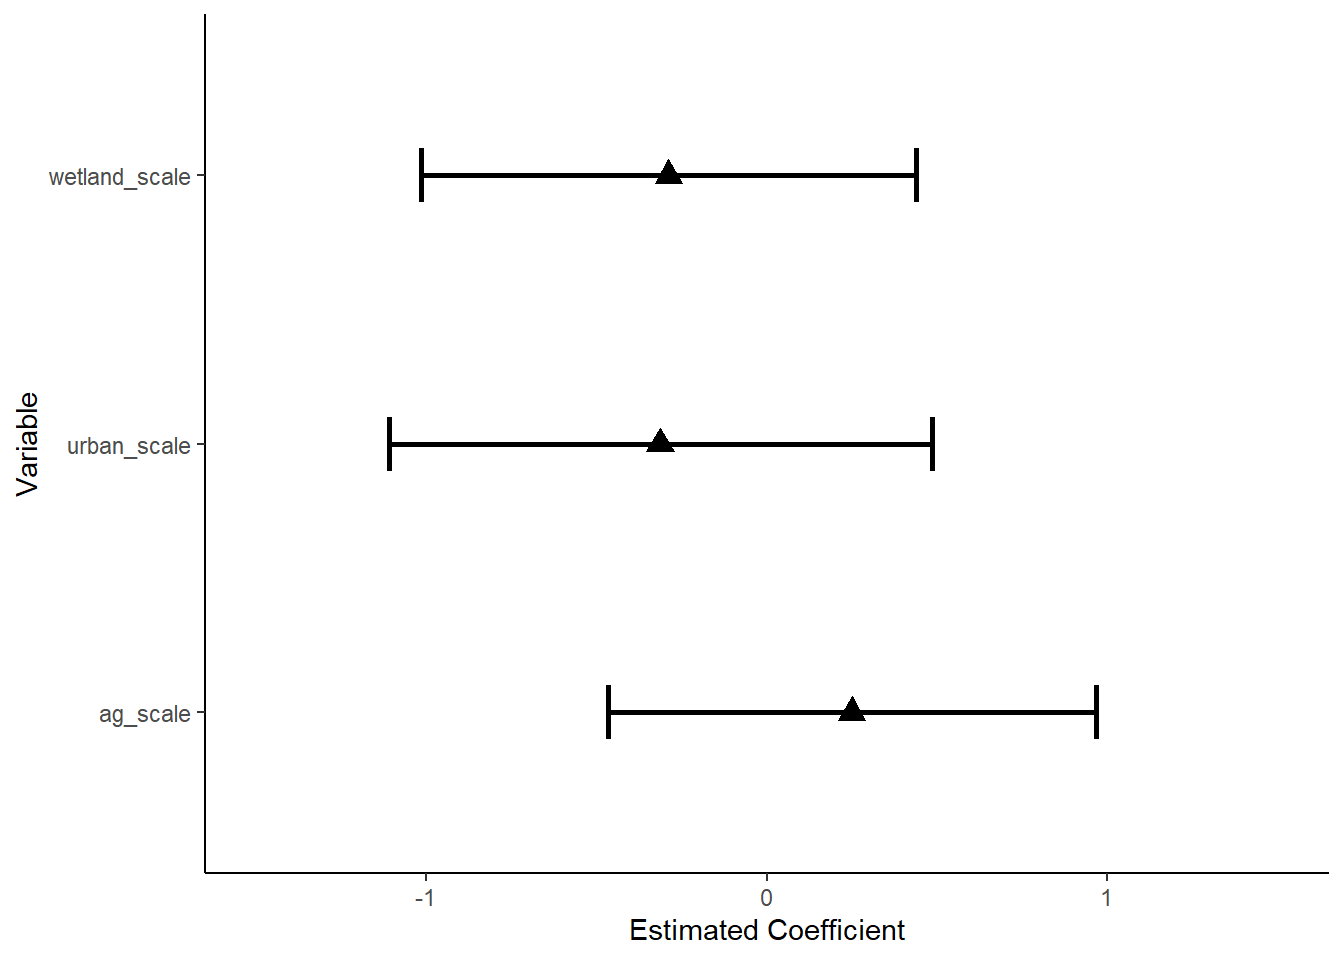 wetland_scale
urban_scale
ag_scale
Variable
-1 0 1
Estimated Coefficient